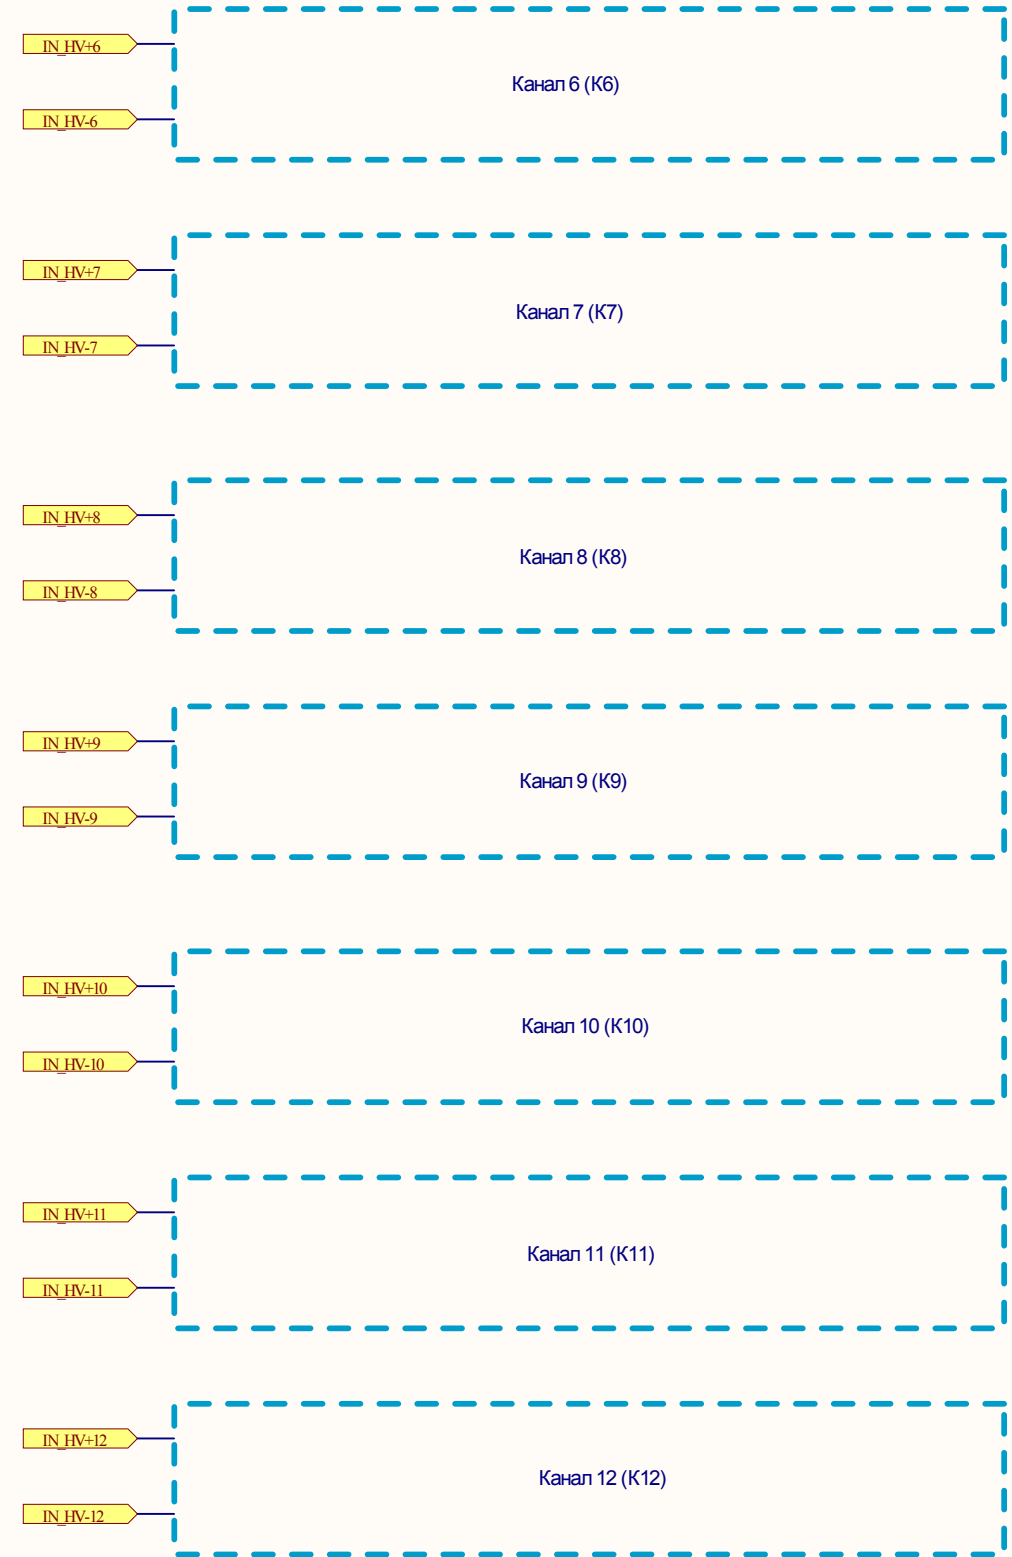 IN_HV+6
Канал 6 (К6)
IN_HV-6
IN_HV+7
Канал 7 (К7)
IN_HV-7
IN_HV+8
Канал 8 (К8)
IN_HV-8
IN_HV+9
Канал 9 (К9)
IN_HV-9
IN_HV+10
Канал 10 (К10)
IN_HV-10
IN_HV+11
Канал 11 (К11)
IN_HV-11
IN_HV+12
Канал 12 (К12)
IN_HV-12